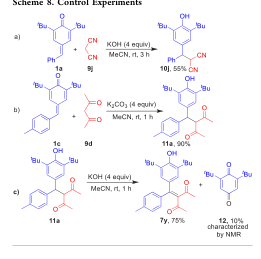 Scheme 8. Control Experiments
a)
O
tBu tBu
Ph
1a
+
CN
CN
9j
KOH (4 equiv)
MeCN, rt, 3 h
OH
tBu tBu
Ph CN
CN
10j, 55%
b)
O
tBu tBu
1c
+
O
O
9d
K2CO3 (4 equiv)
MeCN, rt, 1 h
OH
tBu tBu
O
O
11a, 90%
c)
OH
tBu tBu
O
O
11a
KOH (4 equiv)
MeCN, rt, 1 h
OH
tBu tBu
O
O
7y, 75%
+
O
tBu tBu
O
12, 10%
characterized
by NMR